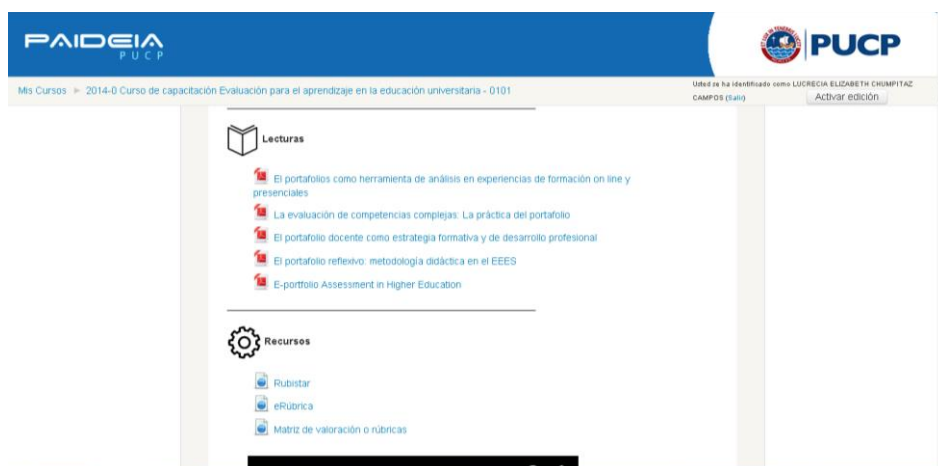 PAIDEIA
PUCP
PUCP
Mis Cursos ► 2014-0 Curso de capacitación Evaluación para el aprendizaje en la educación universitaria - 0101
Usted se ha identificado como LUCRECIA ELIZABETH CHUMPITAZ
CAMPOS (Salir)
Activar edición
Lecturas
El portafolios como herramienta de análisis en experiencias de formación on line y
presenciales
La evaluación de competencias complejas: La práctica del portafolio
El portafolio docente como estrategia formativa y de desarrollo profesional
El portafolio reflexivo: metodología didáctica en el EEES
E-portfolio Assessment in Higher Education
Recursos
Rubistar
eRúbrica
Matriz de valoración o rúbricas